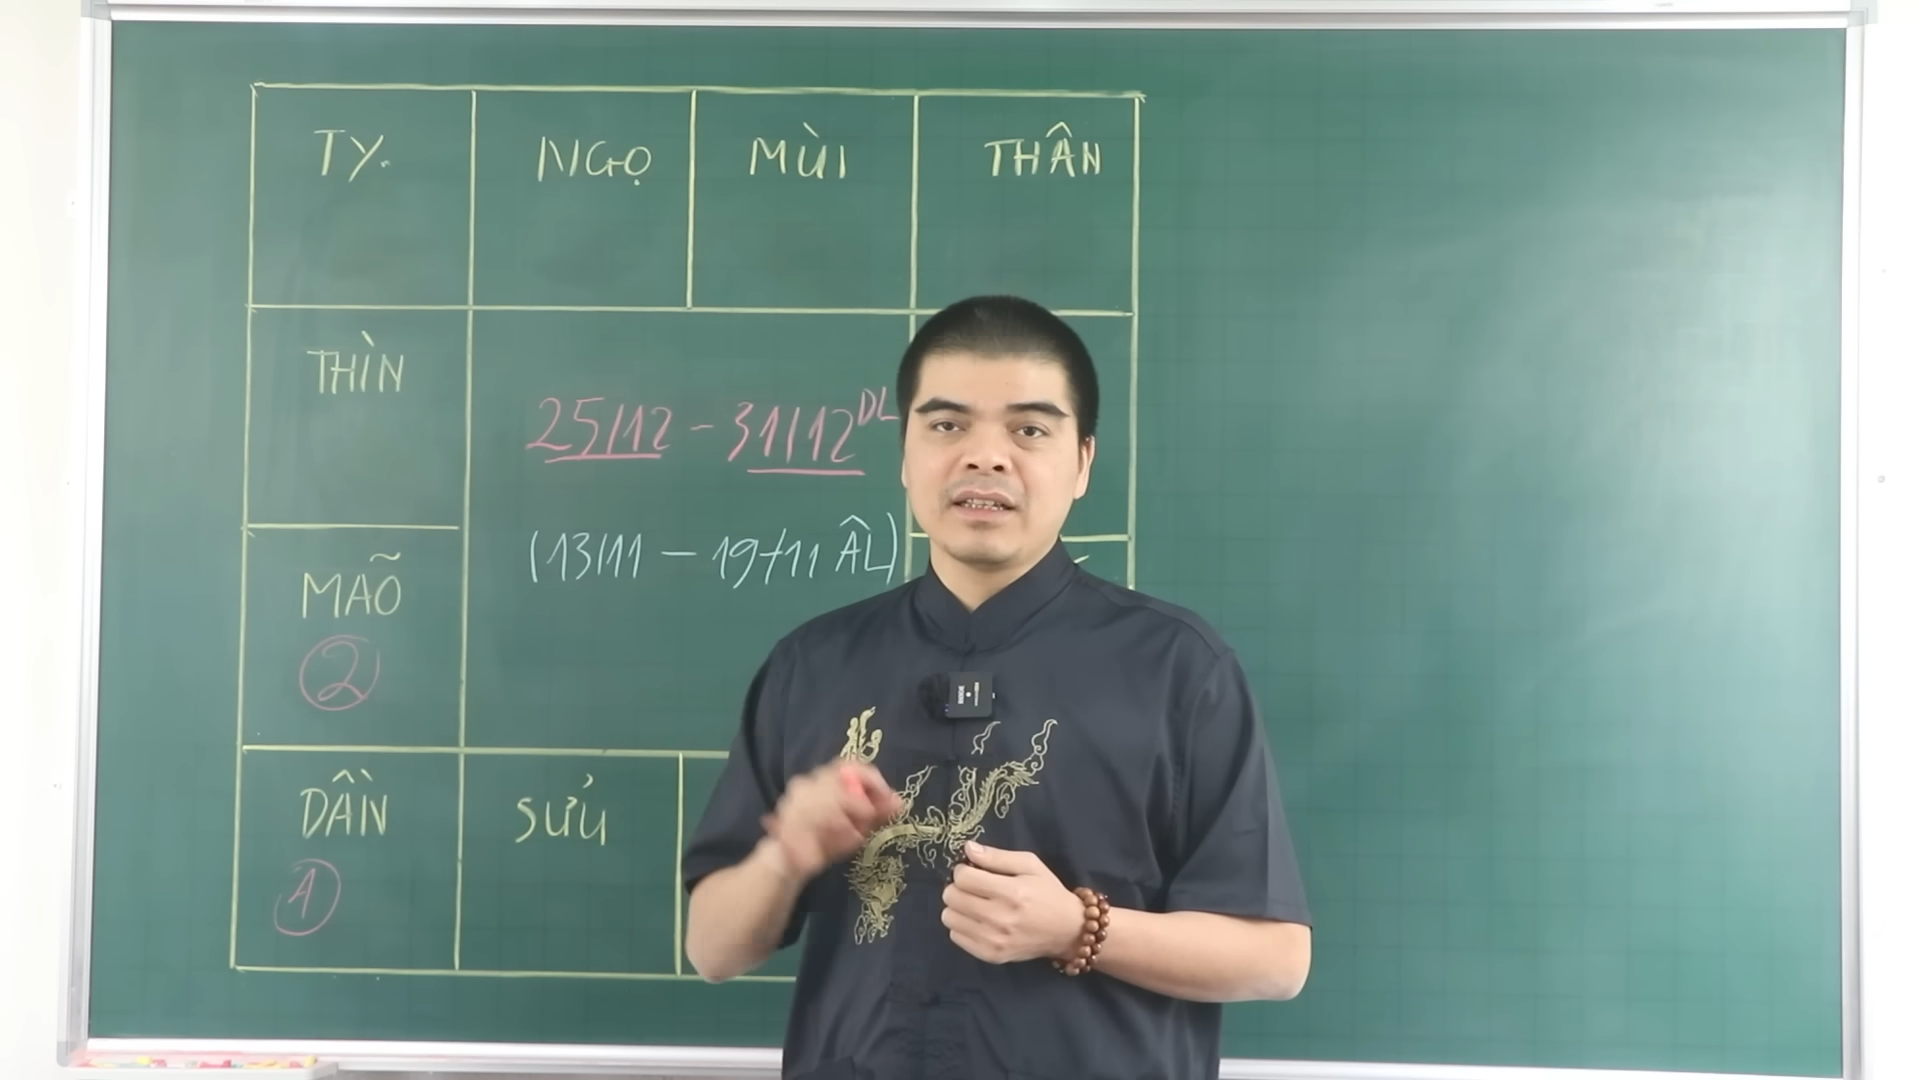 TỴ
NGỌ
MÙI
THÂN
THÌN
25/12 - 31/12 DL
(13/11 - 19/11 ÂL)
MÃO
2
DẦN
SỬU
1